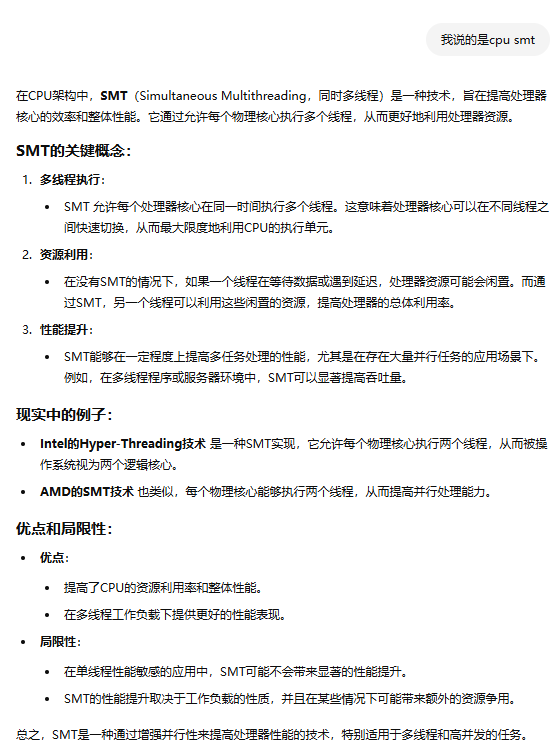 我说的是cpu smt
在CPU架构中，SMT（Simultaneous Multithreading，同时多线程）是一种技术，旨在提高处理器
核心的效率和整体性能。它通过允许每个物理核心执行多个线程，从而更好地利用处理器资源。
SMT的关键概念：
1. 多线程执行：
• SMT 允许每个处理器核心在同一时间执行多个线程。这意味着处理器核心可以在不同线程之
间快速切换，从而最大限度地利用CPU的执行单元。
2. 资源利用：
• 在没有SMT的情况下，如果一个线程在等待数据或遇到延迟，处理器资源可能会闲置。而通
过SMT，另一个线程可以利用这些闲置的资源，提高处理器的总体利用率。
3. 性能提升：
• SMT能够在一定程度上提高多任务处理的性能，尤其是在存在大量并行任务的应用场景下。
例如，在多线程程序或服务器环境中，SMT可以显著提高吞吐量。
现实中的例子：
• Intel的Hyper-Threading技术 是一种SMT实现，它允许每个物理核心执行两个线程，从而被操
作系统视为两个逻辑核心。
• AMD的SMT技术 也类似，每个物理核心能够执行两个线程，从而提高并行处理能力。
优点和局限性：
• 优点：
• 提高了CPU的资源利用率和整体性能。
• 在多线程工作负载下提供更好的性能表现。
• 局限性：
• 在单线程性能敏感的应用中，SMT可能不会带来显著的性能提升。
• SMT的性能提升取决于工作负载的性质，并且在某些情况下可能带来额外的资源争用。
总之，SMT是一种通过增强并行性来提高处理器性能的技术，特别适用于多线程和高并发的任务。